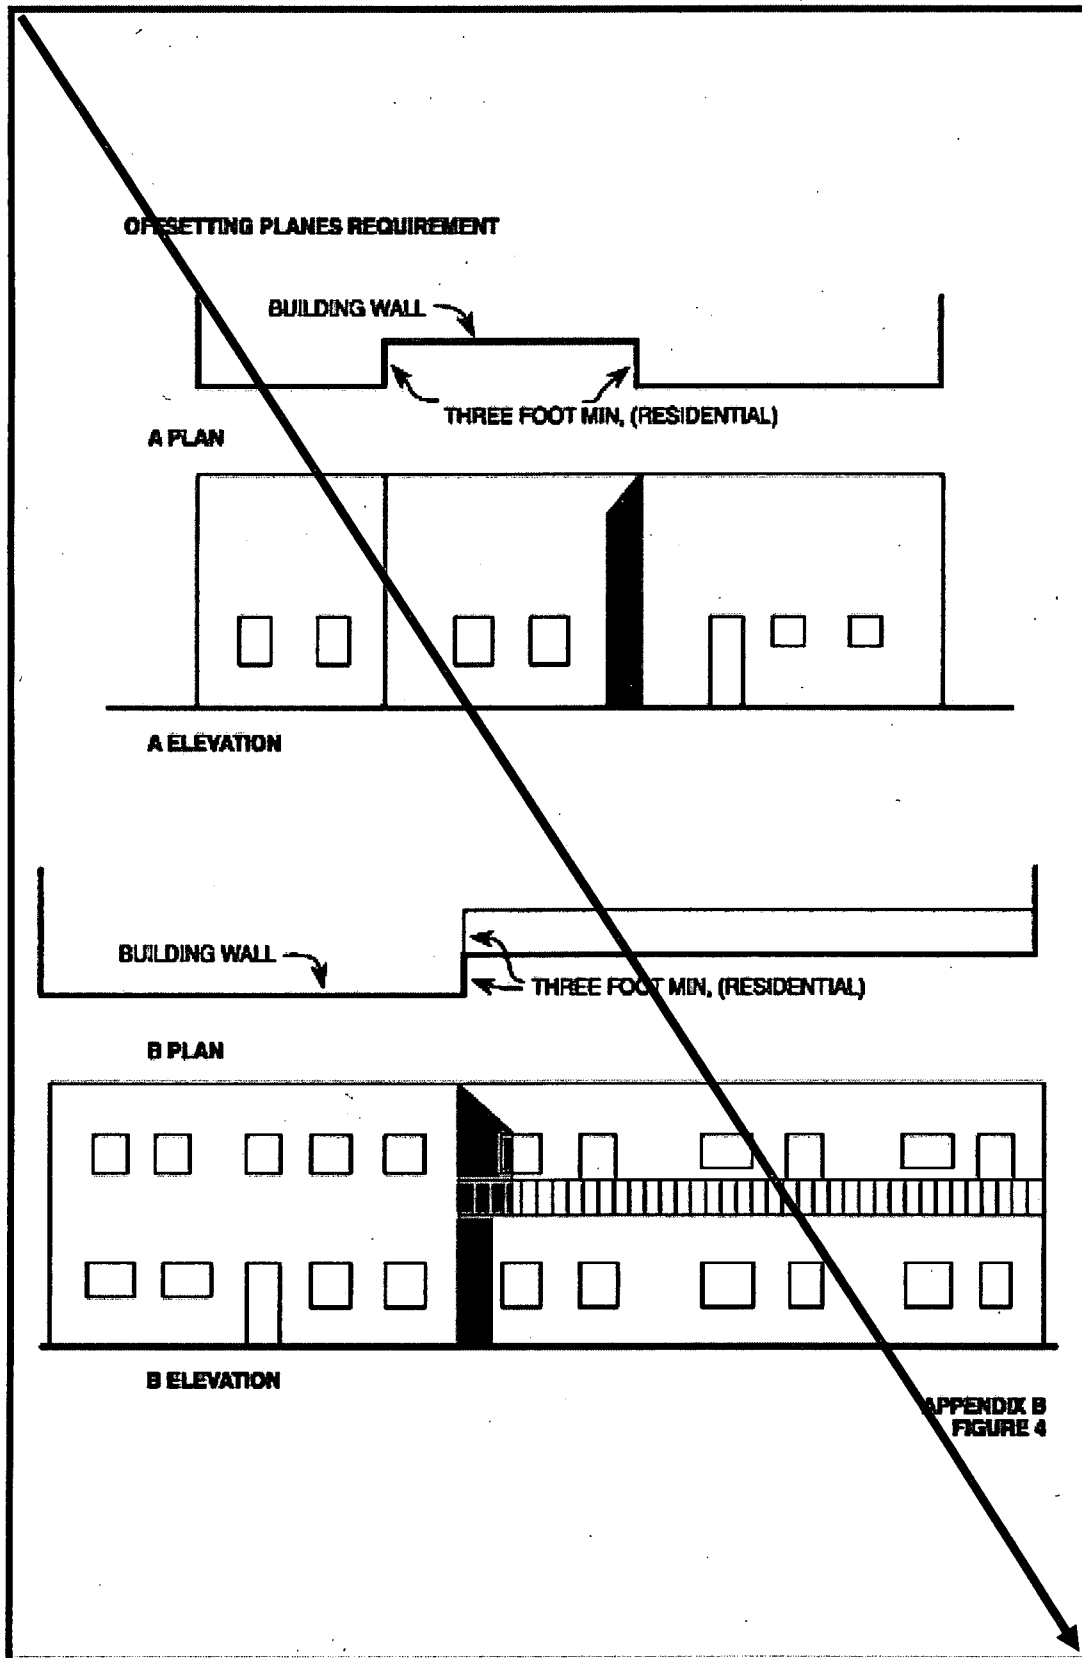 OFFSETTING PLANES REQUIREMENT
BUILDING WALL
THREE FOOT MIN, (RESIDENTIAL)
A PLAN
A ELEVATION
BUILDING WALL
THREE FOOT MIN, (RESIDENTIAL)
B PLAN
B ELEVATION
APPENDIX B
FIGURE 4